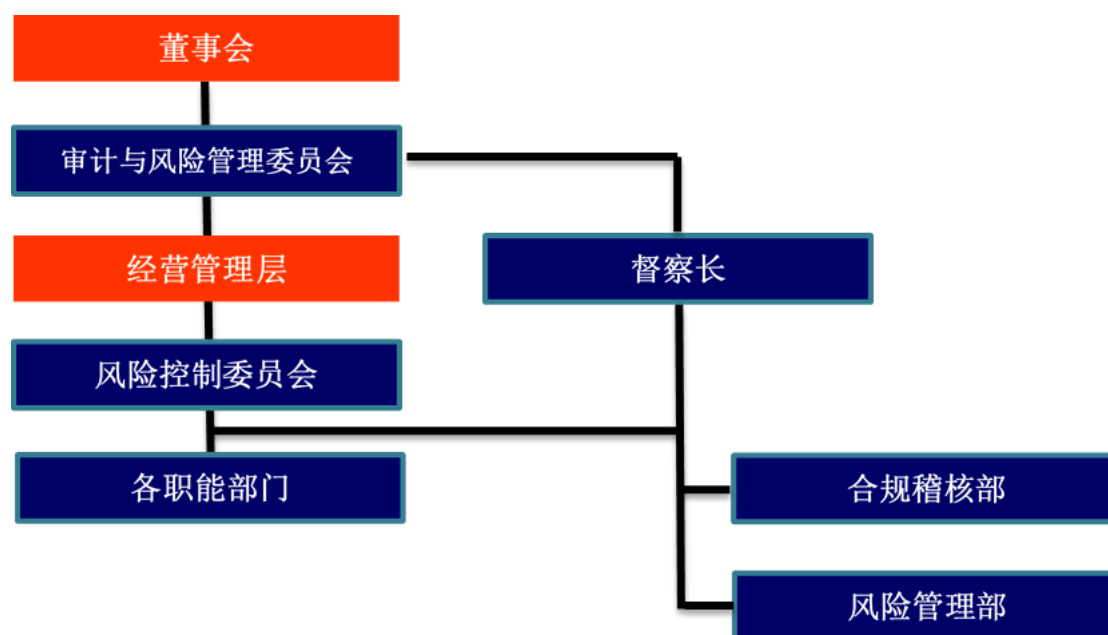 董事会
审计与风险管理委员会
经营管理层
督察长
风险控制委员会
各职能部门
合规稽核部
风险管理部